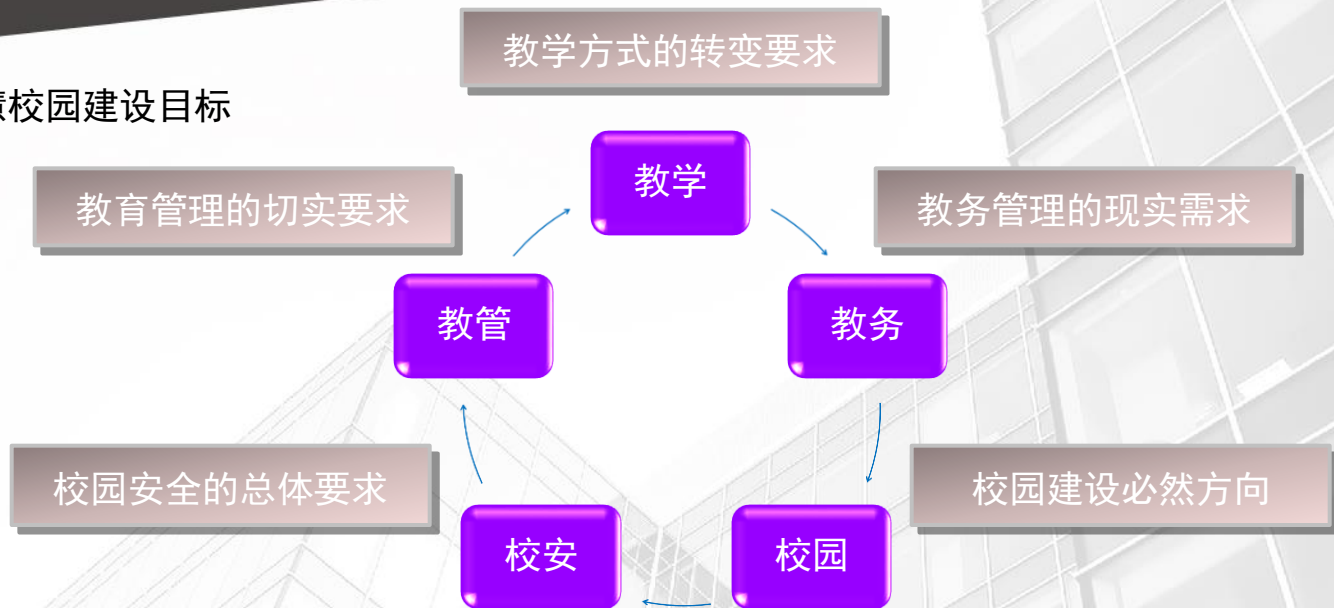 教学方式的转变要求
慧校园建设目标
教学
教育管理的切实要求
教务管理的现实需求
教管
教务
校园安全的总体要求
校园建设必然方向
校安
校园